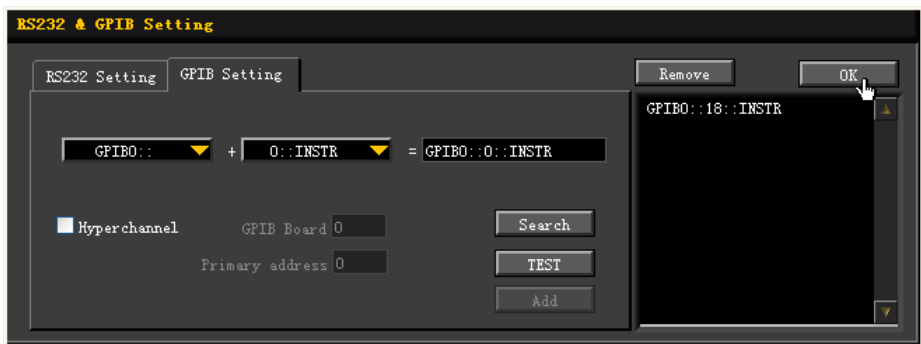 RS232 & GPIB Setting
RS232 Setting
GPIB Setting
Remove
OK
GPIB0::18::INSTR
GPIB0::
+
0::INSTR
=
GPIB0::0::INSTR
Hyperchannel
GPIB Board 0
Search
Primary address 0
TEST
Add